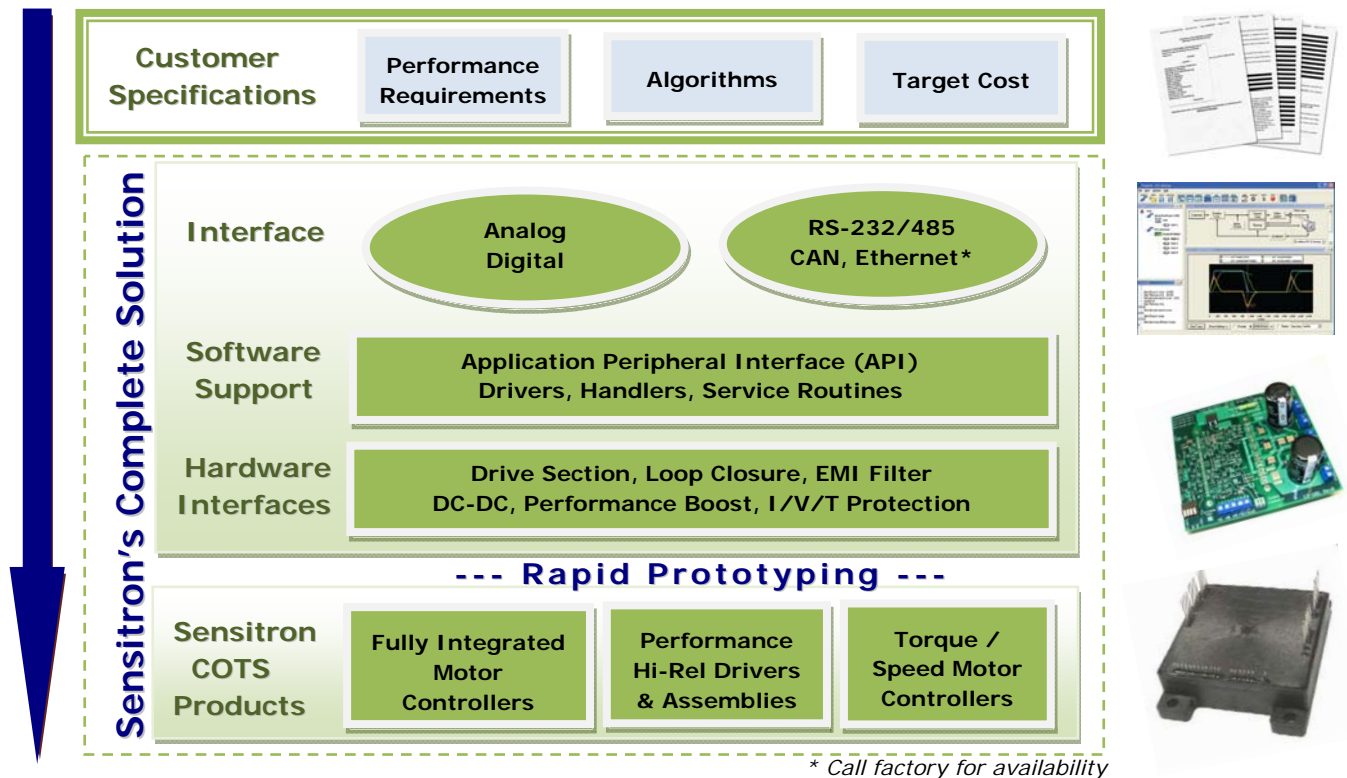 Customer
Specifications
Performance
Requirements
Algorithms
Target Cost
Sensitron's Complete Solution
Interface
Analog
Digital
RS-232/485
CAN, Ethernet*
Software
Support
Application Peripheral Interface (API)
Drivers, Handlers, Service Routines
Hardware
Interfaces
Drive Section, Loop Closure, EMI Filter
DC-DC, Performance Boost, I/V/T Protection
--- Rapid Prototyping ---
Sensitron
COTS
Products
Fully Integrated
Motor
Controllers
Performance
Hi-Rel Drivers
& Assemblies
Torque /
Speed Motor
Controllers
* Call factory for availability